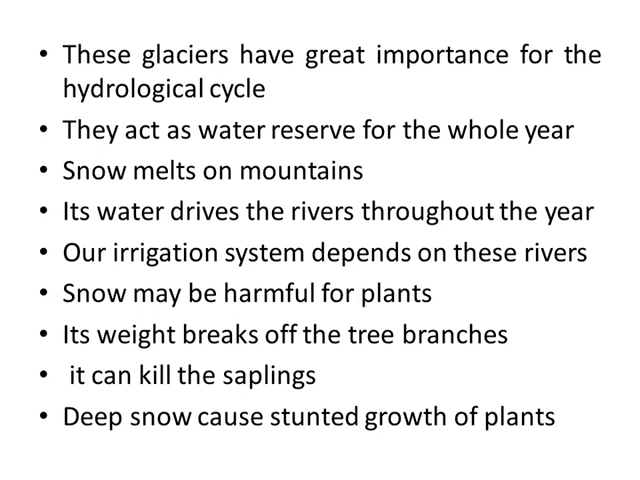 • These glaciers have great importance for the
hydrological cycle
• They act as water reserve for the whole year
• Snow melts on mountains
• Its water drives the rivers throughout the year
• Our irrigation system depends on these rivers
• Snow may be harmful for plants
• Its weight breaks off the tree branches
• it can kill the saplings
• Deep snow cause stunted growth of plants